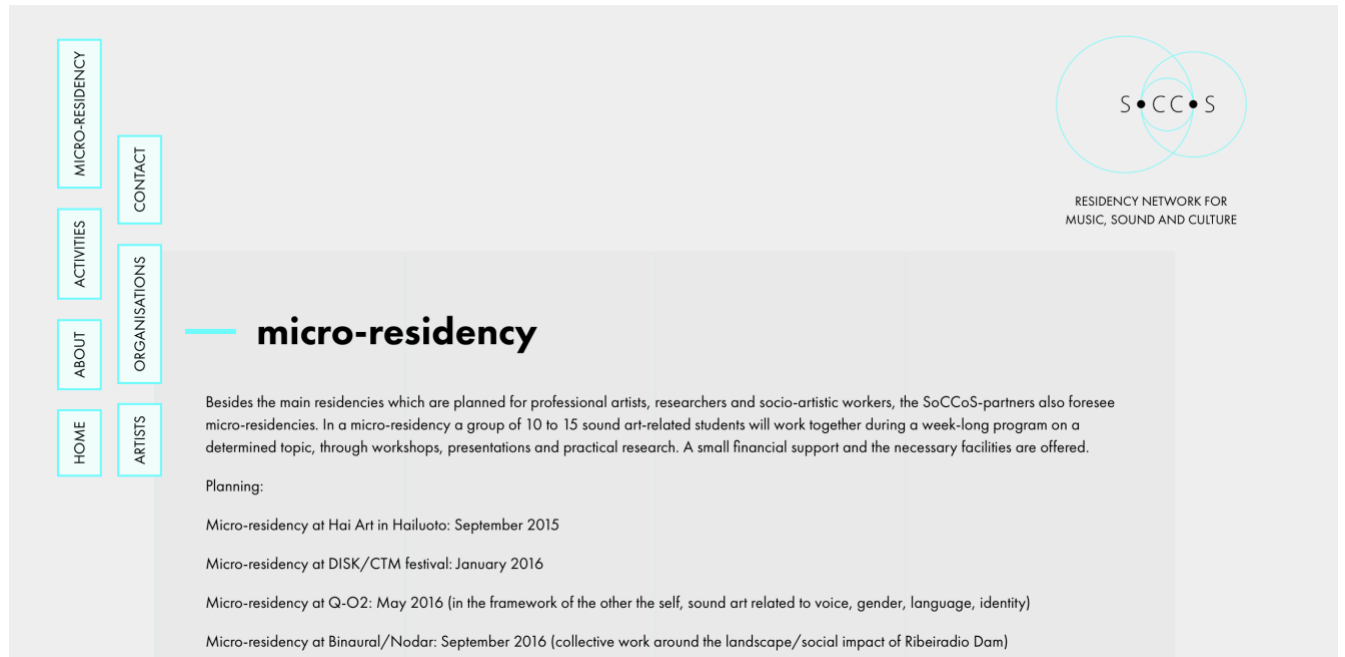 MICRO-RESIDENCY
ACTIVITIES
ABOUT
HOME
CONTACT
ORGANISATIONS
ARTISTS
S•CC•S
RESIDENCY NETWORK FOR
MUSIC, SOUND AND CULTURE
micro-residency
Besides the main residencies which are planned for professional artists, researchers and socio-artistic workers, the SoCCoS-partners also foresee
micro-residencies. In a micro-residency a group of 10 to 15 sound art-related students will work together during a week-long program on a
determined topic, through workshops, presentations and practical research. A small financial support and the necessary facilities are offered.
Planning:
Micro-residency at Hai Art in Hailuoto: September 2015
Micro-residency at DISK/CTM festival: January 2016
Micro-residency at Q-O2: May 2016 (in the framework of the other the self, sound art related to voice, gender, language, identity)
Micro-residency at Binaural/Nodar: September 2016 (collective work around the landscape/social impact of Ribeiradio Dam)